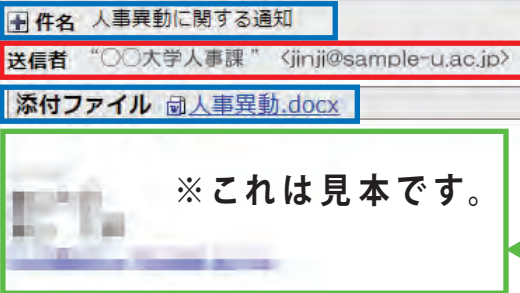 件名 人事異動に関する通知
送信者 “○○大学人事課” <jinji@sample-u.ac.jp>
添付ファイル 人事異動.docx
※これは見本です。